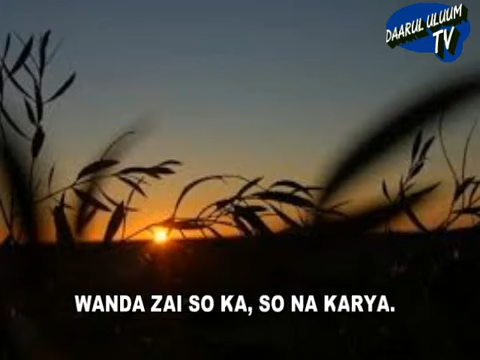 DAARUL ULUUM
TV
WANDA ZAI SO KA, SO NA KARYA.